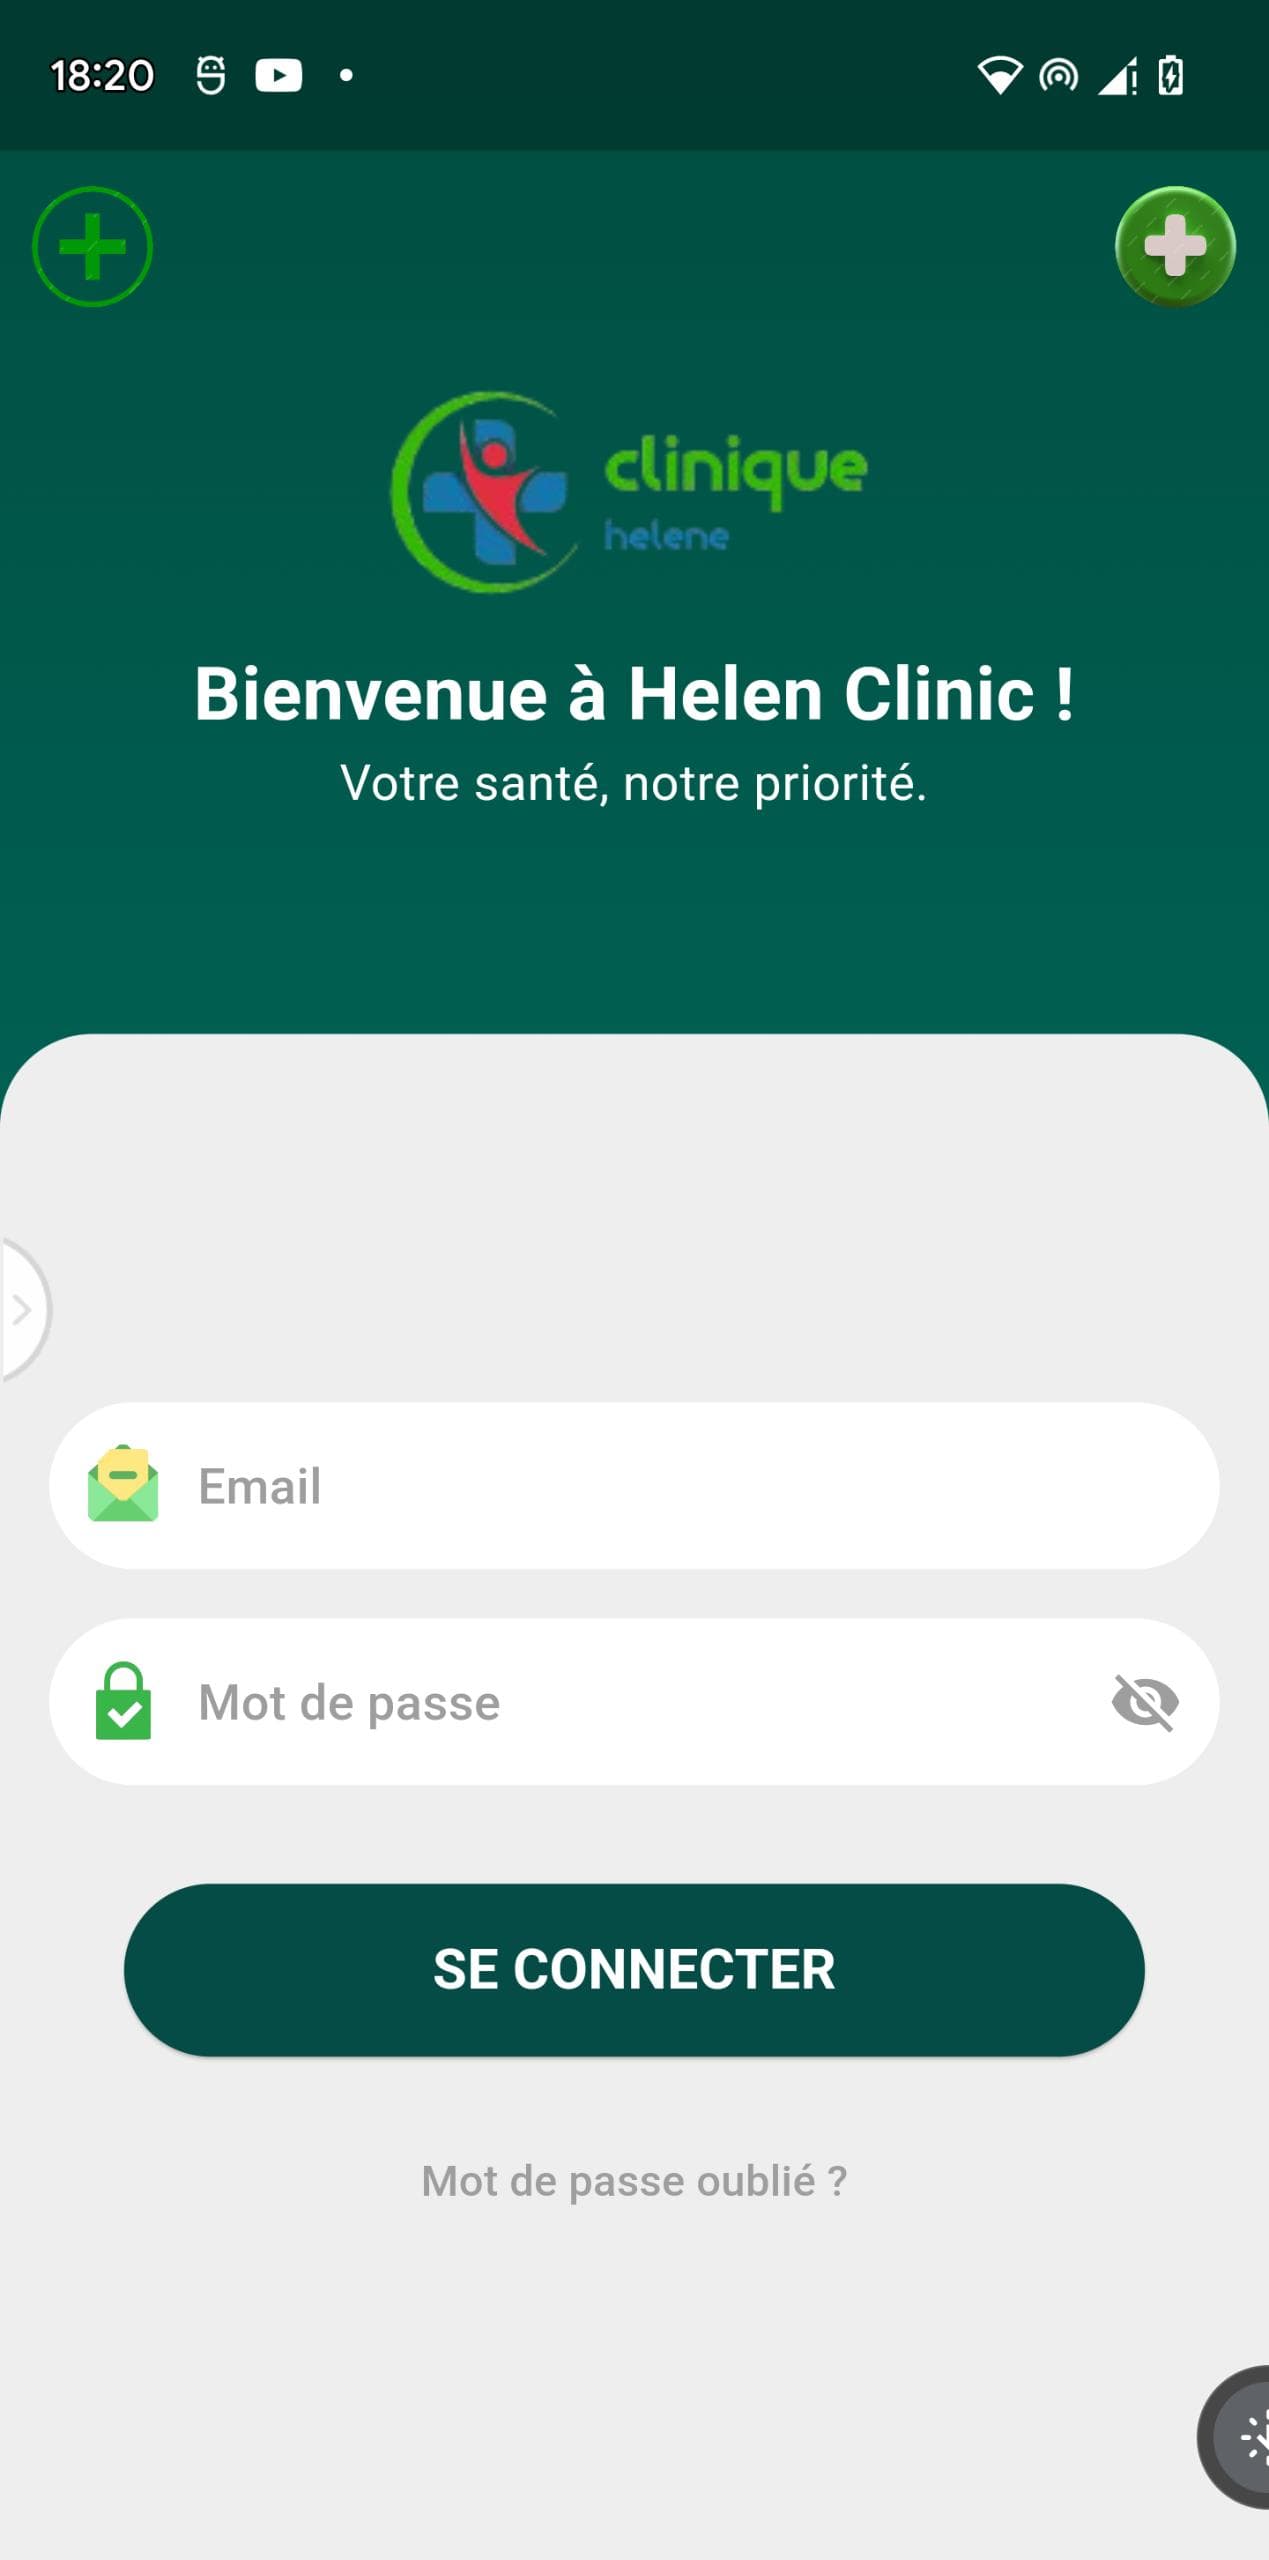 18:20
clinique
helene
Bienvenue à Helen Clinic !
Votre santé, notre priorité.
Email
Mot de passe
SE CONNECTER
Mot de passe oublié ?